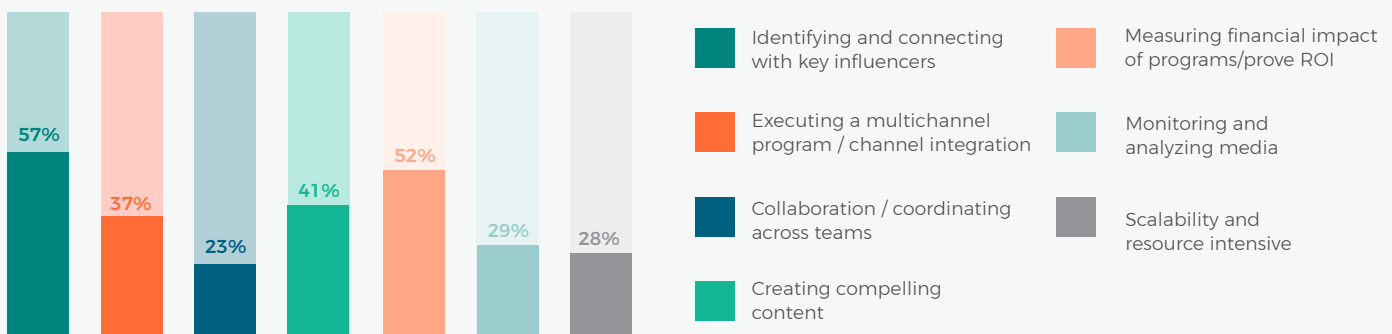 57%
37%
23%
41%
52%
29%
28%
Identifying and connecting
with key influencers
Executing a multichannel
program / channel integration
Collaboration / coordinating
across teams
Creating compelling
content
Measuring financial impact
of programs/prove ROI
Monitoring and
analyzing media
Scalability and
resource intensive